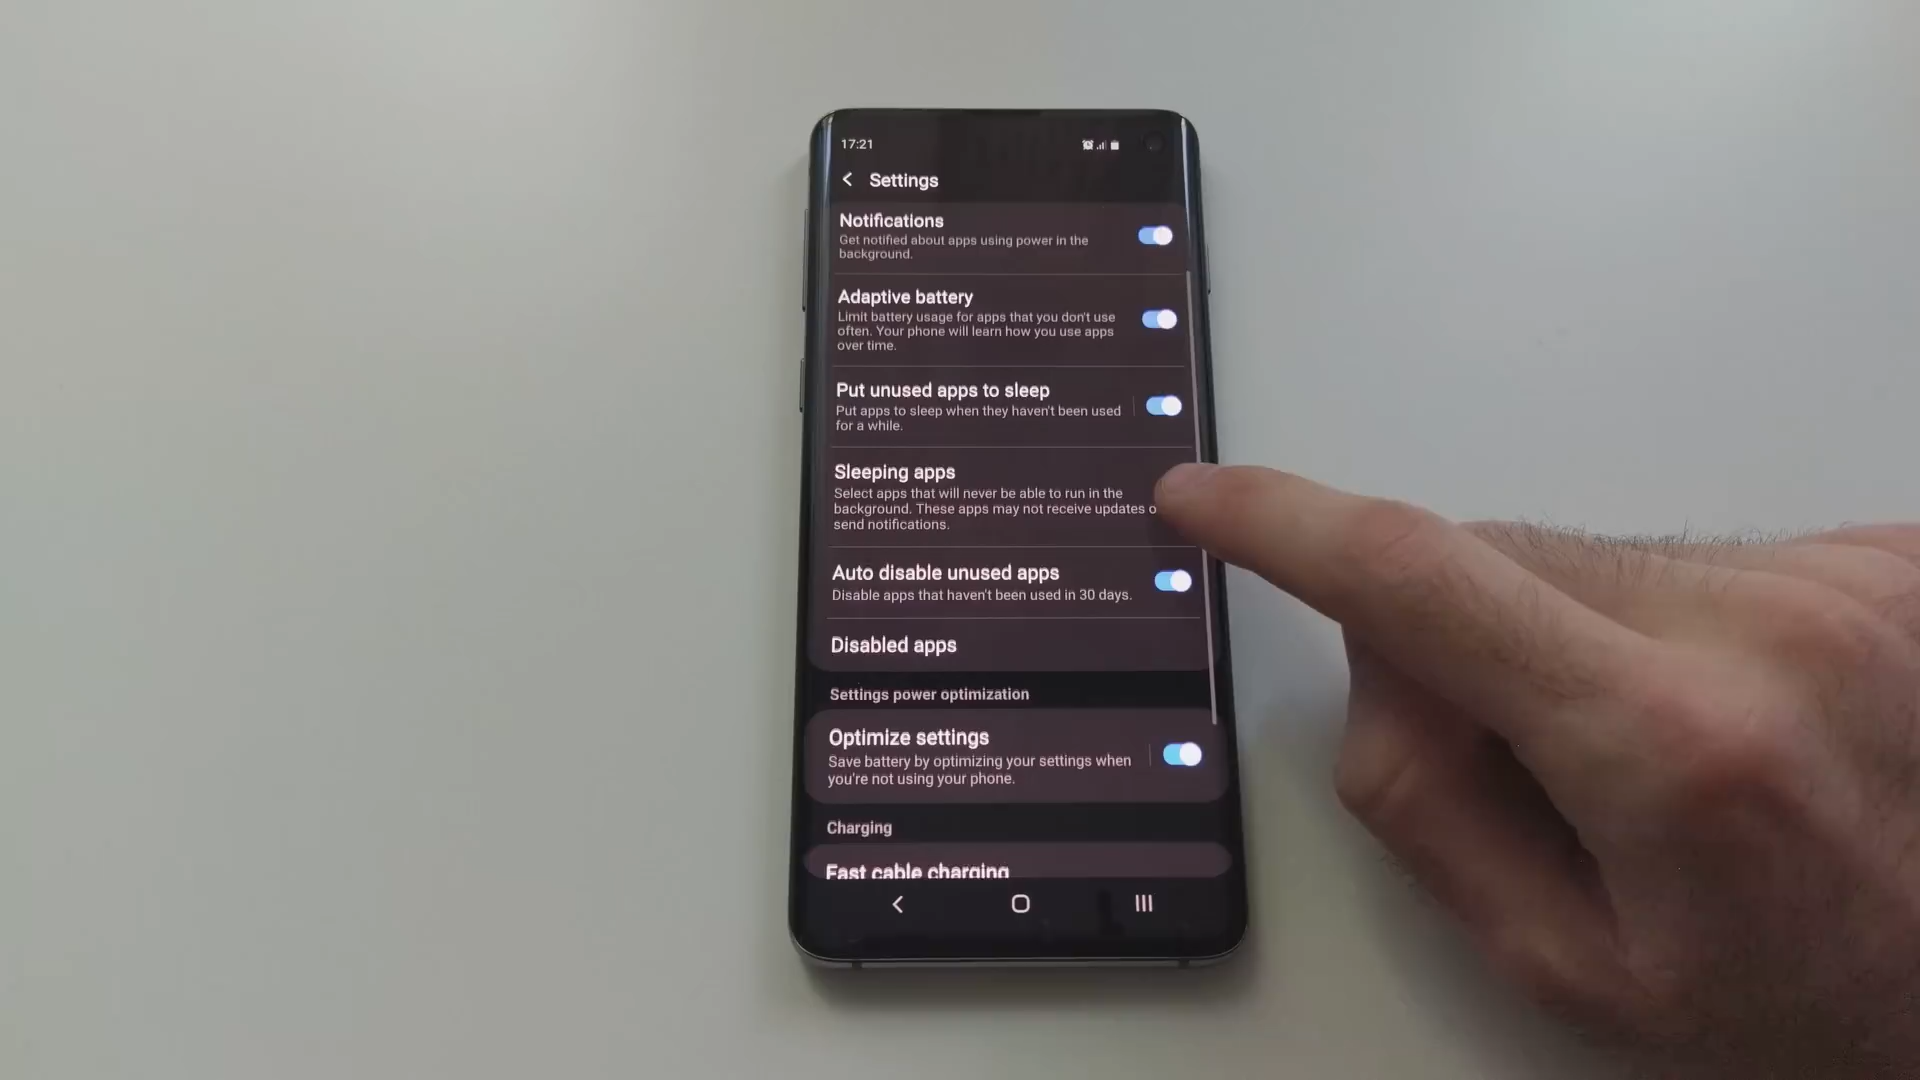 17:21
Settings
Notifications
Get notified about apps using power in the
background.
Adaptive battery
Limit battery usage for apps that you don't use
often. Your phone will learn how you use apps
over time.
Put unused apps to sleep
Put apps to sleep when they haven't been used
for a while.
Sleeping apps
Select apps that will never be able to run in the
background. These apps may not receive updates o
send notifications.
Auto disable unused apps
Disable apps that haven't been used in 30 days.
Disabled apps
Settings power optimization
Optimize settings
Save battery by optimizing your settings when
you're not using your phone.
Charging
Fast cable charging